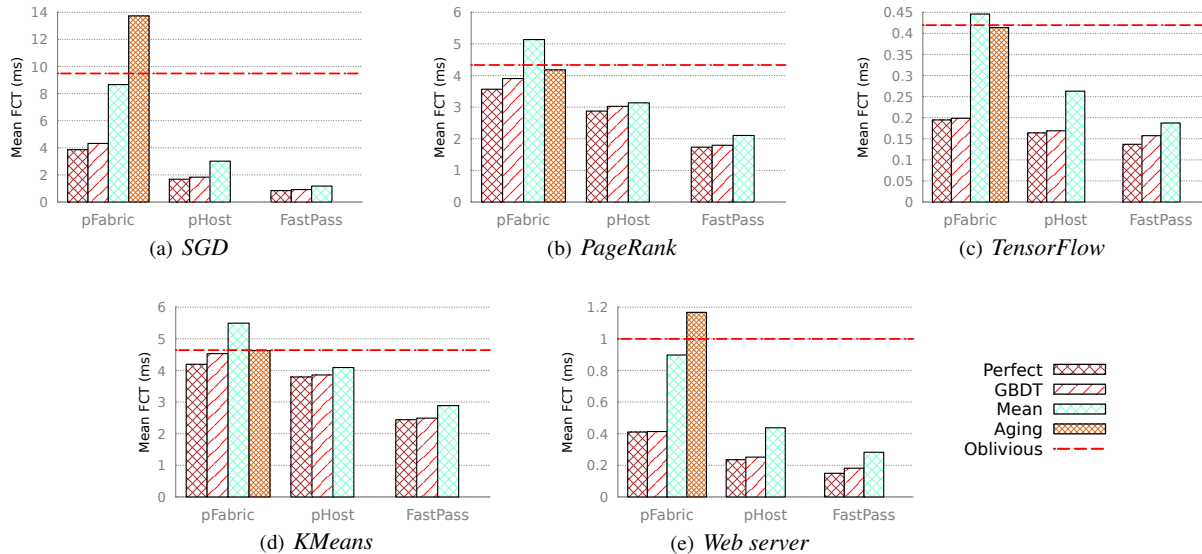 Mean FCT (ms)
14
12
10
8
6
4
2
0
pFabric pHost FastPass
(a) SGD
Mean FCT (ms)
6
5
4
3
2
1
0
pFabric pHost FastPass
(b) PageRank
Mean FCT (ms)
0.45
0.4
0.35
0.3
0.25
0.2
0.15
0.1
0.05
0
pFabric pHost FastPass
(c) TensorFlow
Mean FCT (ms)
6
5
4
3
2
1
0
pFabric pHost FastPass
(d) KMeans
Mean FCT (ms)
1.2
1
0.8
0.6
0.4
0.2
0
pFabric pHost FastPass
(e) Web server
Perfect
GBDT
Mean
Aging
Oblivious